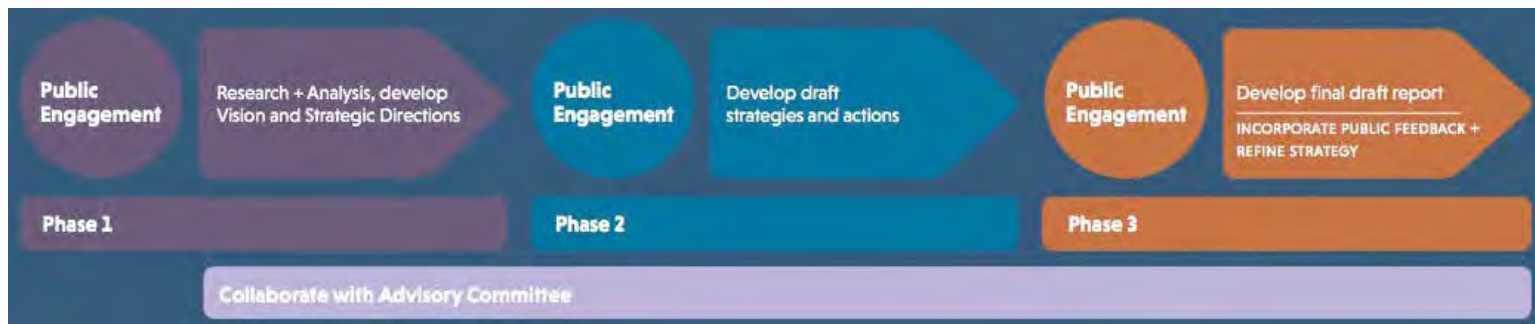 Public
Engagement
Research + Analysis, develop
Vision and Strategic Directions
Public
Engagement
Develop draft
strategies and actions
Public
Engagement
Develop final draft report
INCORPORATE PUBLIC FEEDBACK +
REFINE STRATEGY
Phase 1
Phase 2
Phase 3
Collaborate with Advisory Committee